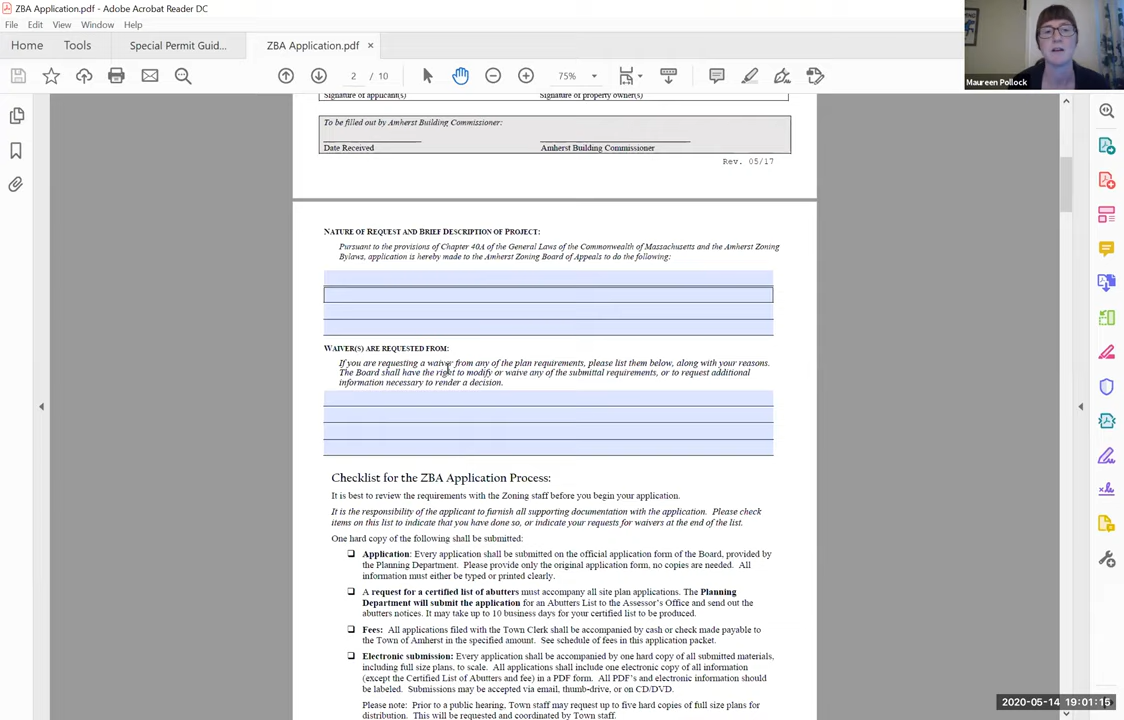 ZBA Application.pdf - Adobe Acrobat Reader DC
File Edit View Window Help
Home Tools Special Permit Guid... ZBA Application.pdf ×
2 / 10 75%
Maureen Pollock
Signature of applicant(s) Signature of property owner(s)
To be filled out by Amherst Building Commissioner:
Date Received Amherst Building Commissioner
Rev. 05/17
NATURE OF REQUEST AND BRIEF DESCRIPTION OF PROJECT:
Pursuant to the provisions of Chapter 40A of the General Laws of the Commonwealth of Massachusetts and the Amherst Zoning
Bylaws, application is hereby made to the Amherst Zoning Board of Appeals to do the following:
WAIVER(S) ARE REQUESTED FROM:
If you are requesting a waiver from any of the plan requirements, please list them below, along with your reasons.
The Board shall have the right to modify or waive any of the submittal requirements, or to request additional
information necessary to render a decision.
Checklist for the ZBA Application Process:
It is best to review the requirements with the Zoning staff before you begin your application.
It is the responsibility of the applicant to furnish all supporting documentation with the application. Please check
items on this list to indicate that you have done so, or indicate your requests for waivers at the end of the list.
One hard copy of the following shall be submitted:
Application: Every application shall be submitted on the official application form of the Board, provided by
the Planning Department. Please provide only the original application form, no copies are needed. All
information must either be typed or printed clearly.
A request for a certified list of abutters must accompany all site plan applications. The Planning
Department will submit the application for an Abutters List to the Assessor's Office and send out the
abutters notices. It may take up to 10 business days for your certified list to be produced.
Fees: All applications filed with the Town Clerk shall be accompanied by cash or check made payable to
the Town of Amherst in the specified amount. See schedule of fees in this application packet.
Electronic submission: Every application shall be accompanied by one hard copy of all submitted materials,
including full size plans, to scale. All applications shall include one electronic copy of all information
(except the Certified List of Abutters and fee) in a PDF form. All PDF's and electronic information should
be labeled. Submissions may be accepted via email, thumb-drive, or on CD/DVD.
Please note: Prior to a public hearing, Town staff may request up to five hard copies of full size plans for
distribution. This will be requested and coordinated by Town staff.
2020-05-14 19:01:15